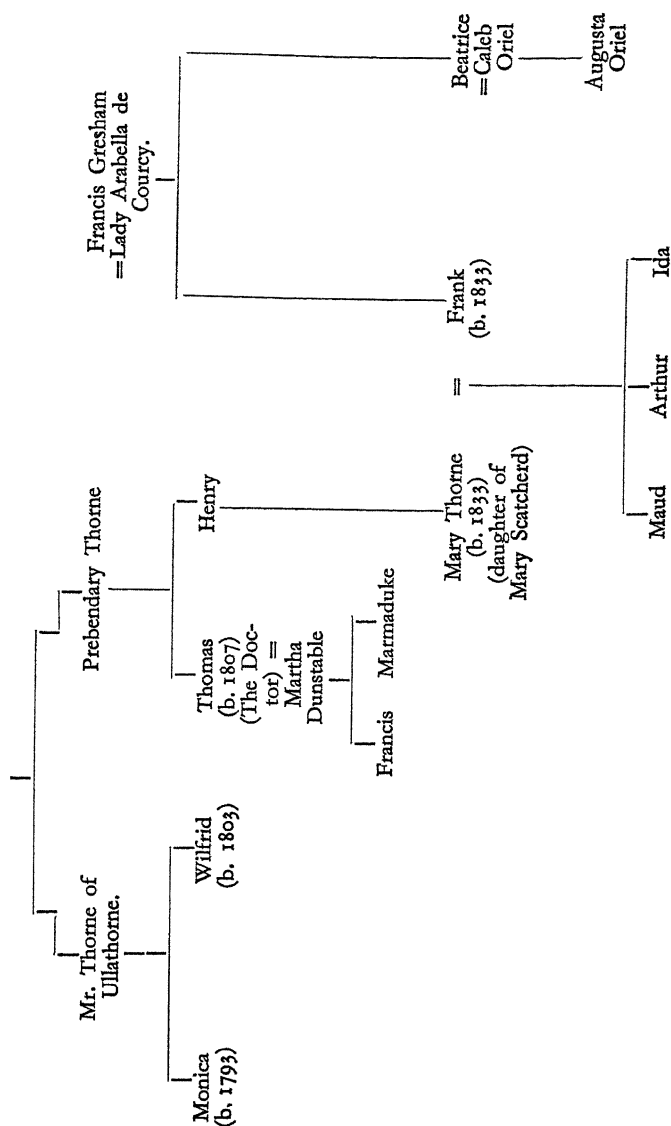 Mr. Thorne of
Ullathorne.
Prebendary Thorne
Francis Gresham
=Lady Arabella de
Courcy.
Monica
(b. 1793)
Wilfrid
(b. 1803)
Thomas
(b. 1807)
(The Doc-
tor) =
Martha
Dunstable
Henry
Francis
Marmaduke
Mary Thorne
(b. 1833)
(daughter of
Mary Scatcherd)
=
Frank
(b. 1833)
Beatrice
=Caleb
Oriel
Maud
Arthur
Ida
Augusta
Oriel